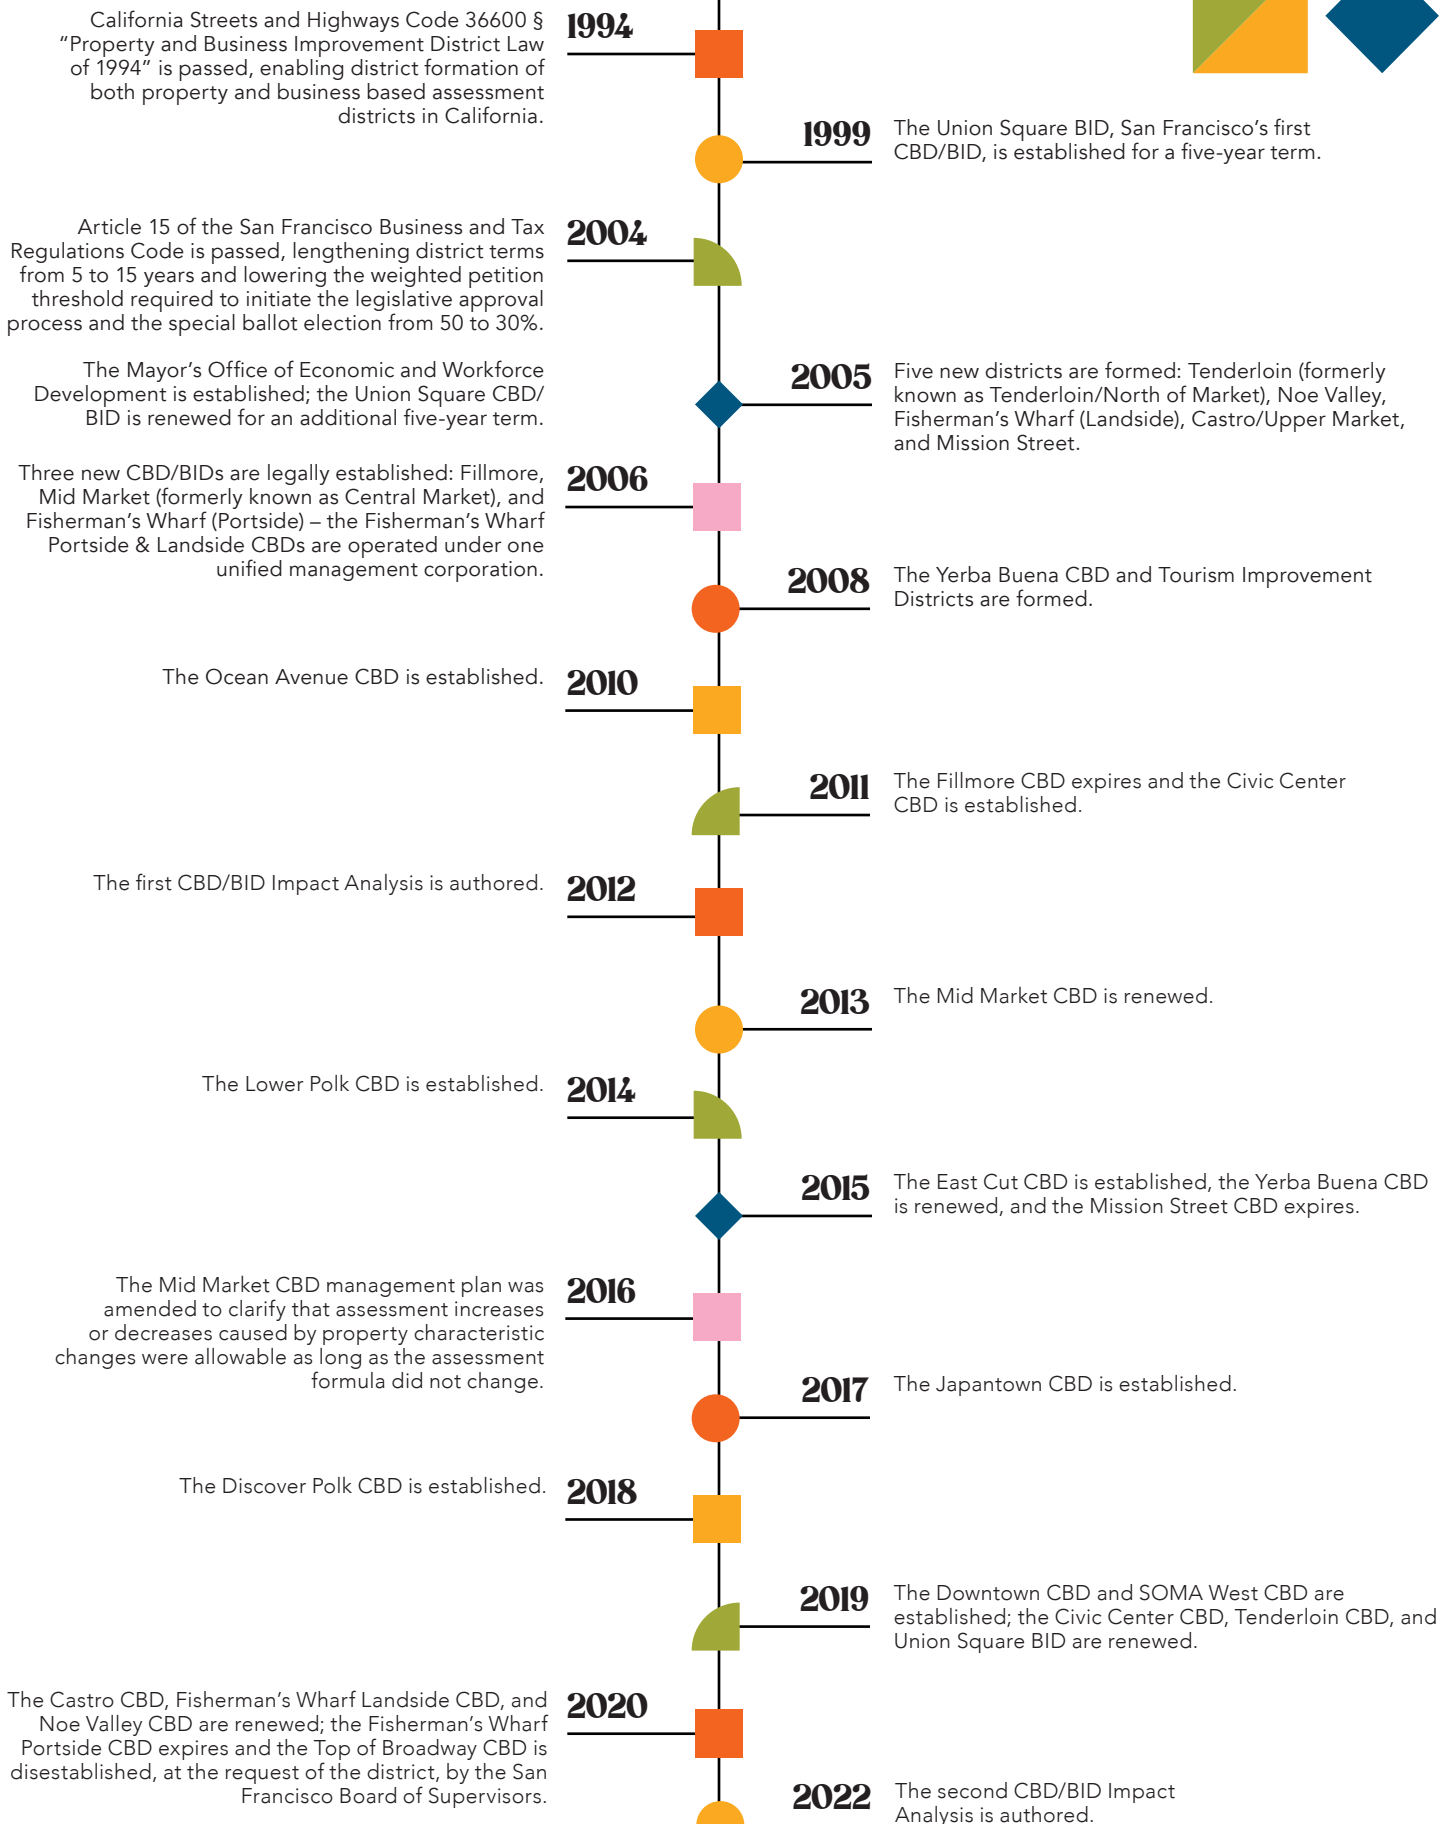 1994
California Streets and Highways Code 36600 §
“Property and Business Improvement District Law
of 1994” is passed, enabling district formation of
both property and business based assessment
districts in California.
1999
The Union Square BID, San Francisco’s first
CBD/BID, is established for a five-year term.
2004
Article 15 of the San Francisco Business and Tax
Regulations Code is passed, lengthening district terms
from 5 to 15 years and lowering the weighted petition
threshold required to initiate the legislative approval
process and the special ballot election from 50 to 30%.
The Mayor’s Office of Economic and Workforce
Development is established; the Union Square CBD/
BID is renewed for an additional five-year term.
2005
Five new districts are formed: Tenderloin (formerly
known as Tenderloin/North of Market), Noe Valley,
Fisherman’s Wharf (Landside), Castro/Upper Market,
and Mission Street.
2006
Three new CBD/BIDs are legally established: Fillmore,
Mid Market (formerly known as Central Market), and
Fisherman’s Wharf (Portside) – the Fisherman’s Wharf
Portside & Landside CBDs are operated under one
unified management corporation.
2008
The Yerba Buena CBD and Tourism Improvement
Districts are formed.
2010
The Ocean Avenue CBD is established.
2011
The Fillmore CBD expires and the Civic Center
CBD is established.
2012
The first CBD/BID Impact Analysis is authored.
2013
The Mid Market CBD is renewed.
2014
The Lower Polk CBD is established.
2015
The East Cut CBD is established, the Yerba Buena CBD
is renewed, and the Mission Street CBD expires.
2016
The Mid Market CBD management plan was
amended to clarify that assessment increases
or decreases caused by property characteristic
changes were allowable as long as the assessment
formula did not change.
2017
The Japantown CBD is established.
2018
The Discover Polk CBD is established.
2019
The Downtown CBD and SOMA West CBD are
established; the Civic Center CBD, Tenderloin CBD, and
Union Square BID are renewed.
2020
The Castro CBD, Fisherman’s Wharf Landside CBD, and
Noe Valley CBD are renewed; the Fisherman’s Wharf
Portside CBD expires and the Top of Broadway CBD is
disestablished, at the request of the district, by the San
Francisco Board of Supervisors.
2022
The second CBD/BID Impact
Analysis is authored.